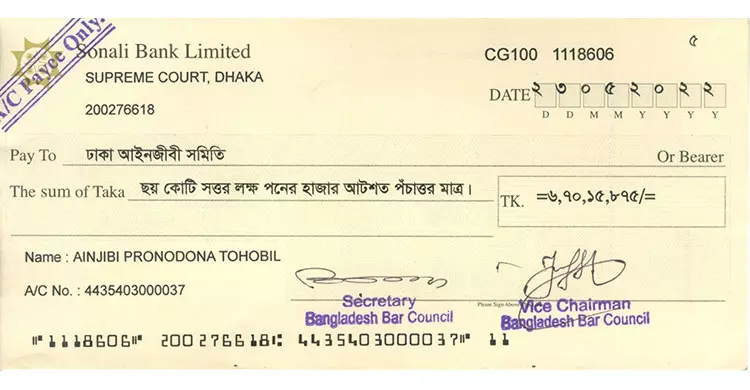 A/C Payee Only.
Sonali Bank Limited
SUPREME COURT, DHAKA
200276618
CG100 1118606
৫
DATE ২ ৩ ০ ৫ ২ ০ ২ ২
D D M M Y Y Y Y
Pay To ঢাকা আইনজীবী সমিতি Or Bearer
The sum of Taka ছয় কোটি সত্তর লক্ষ পনের হাজার আটশত পঁচাত্তর মাত্র।
TK. =৬,৭০,১৫,৮৭৫/=
Name : AINJIBI PRONODONA TOHOBIL
A/C No. : 4435403000037
Please Sign Above
Secretary
Bangladesh Bar Council
Vice Chairman
Bangladesh Bar Council
⑈1118606⑈ 200276618⑆ 4435403000037⑈ 11